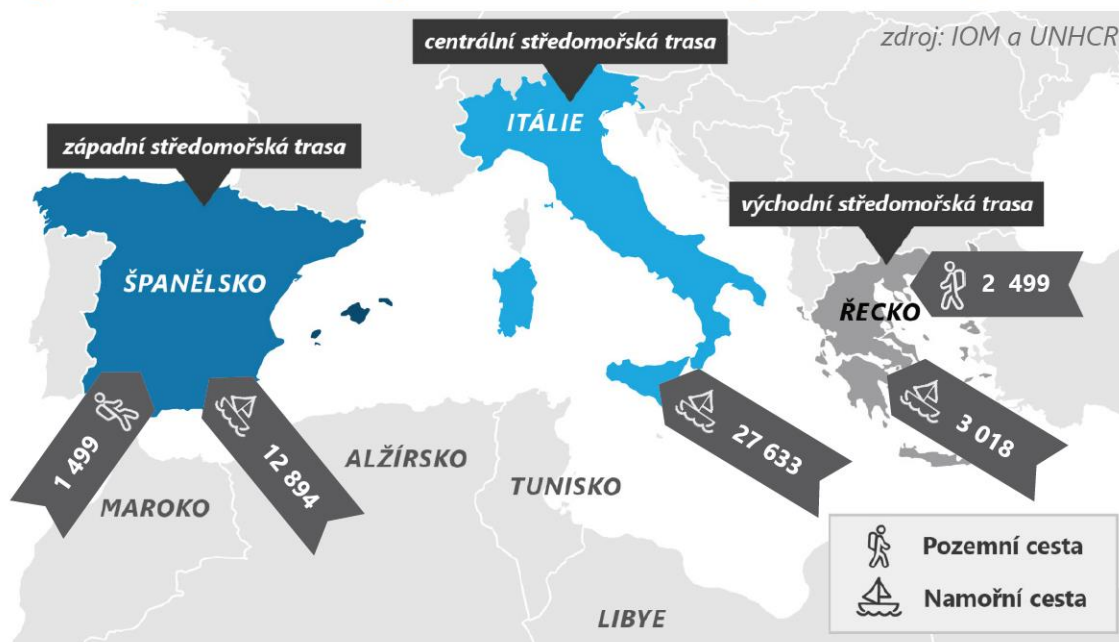 centrální středomořská trasa
zdroj: IOM a UNHCR
ITÁLIE
západní středomořská trasa
východní středomořská trasa
ŠPANĚLSKO
2 499
ŘECKO
1 499
12 894
27 633
3 018
ALŽÍRSKO
TUNISKO
MAROKO
Pozemní cesta
Namořní cesta
LIBYE